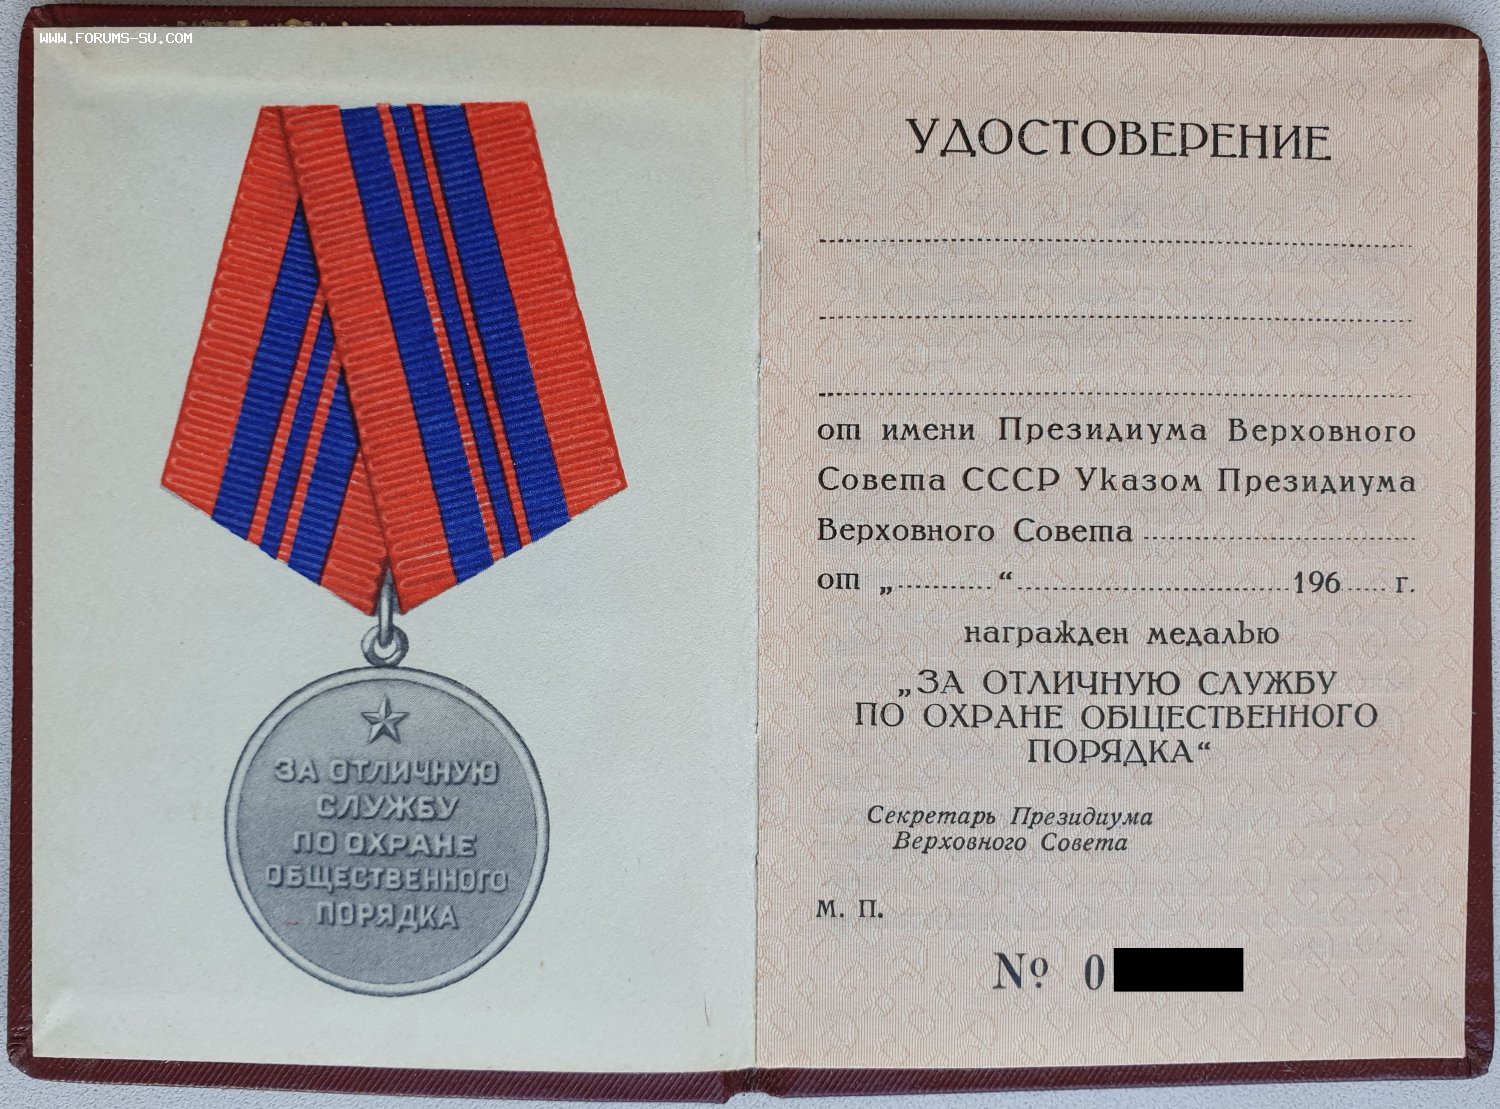 www.forums-su.com
ЗА ОТЛИЧНУЮ
СЛУЖБУ
ПО ОХРАНЕ
ОБЩЕСТВЕННОГО
ПОРЯДКА
УДОСТОВЕРЕНИЕ
от имени Президиума Верховного
Совета СССР Указом Президиума
Верховного Совета
от „ “ 196 г.
награжден медалью
„ЗА ОТЛИЧНУЮ СЛУЖБУ
ПО ОХРАНЕ ОБЩЕСТВЕННОГО
ПОРЯДКА“
Секретарь Президиума
Верховного Совета
М. П.
№ 0